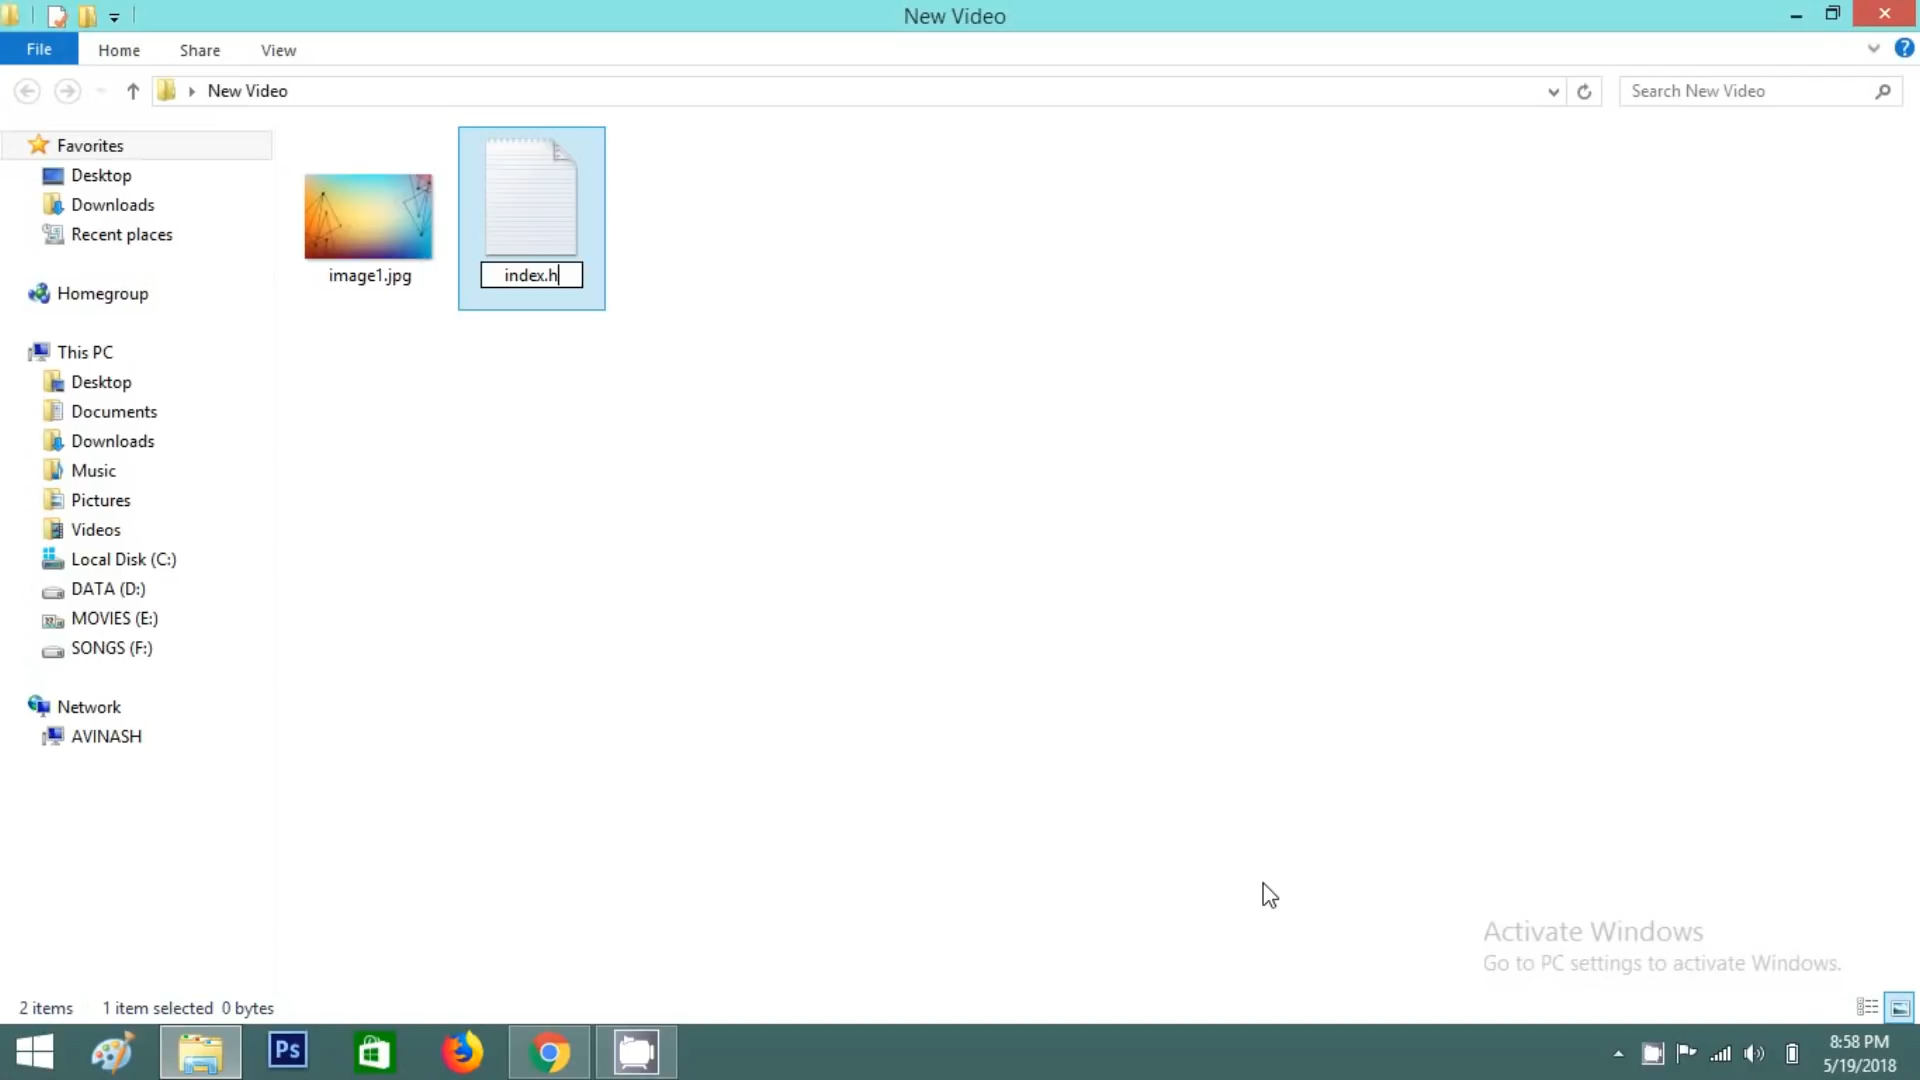 New Video
File Home Share View
New Video
Search New Video
Favorites
Desktop
Downloads
Recent places
Homegroup
This PC
Desktop
Documents
Downloads
Music
Pictures
Videos
Local Disk (C:)
DATA (D:)
MOVIES (E:)
SONGS (F:)
Network
AVINASH
image1.jpg
index.h
Activate Windows
Go to PC settings to activate Windows.
2 items 1 item selected 0 bytes
Ps
8:58 PM
5/19/2018